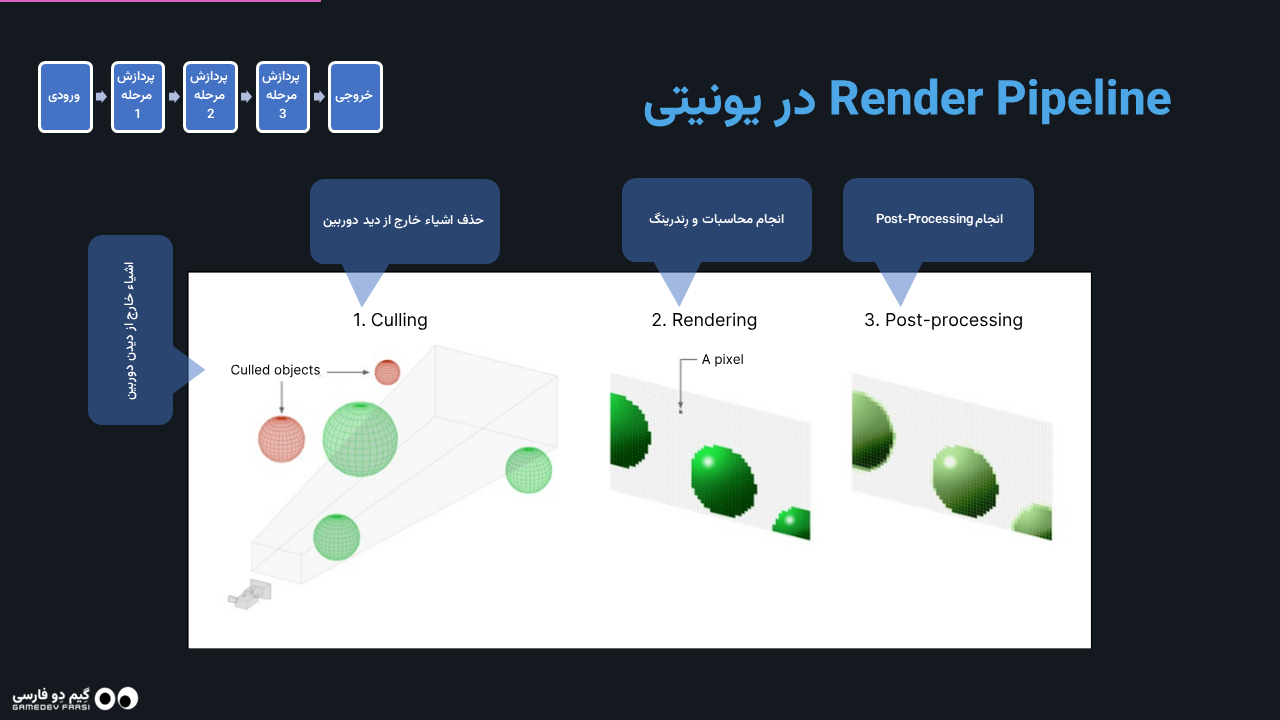 Render Pipeline در یونیتی
ورودی
پردازش
مرحله
1
پردازش
مرحله
2
پردازش
مرحله
3
خروجی
حذف اشیاء خارج از دید دوربین
انجام محاسبات و رِندرینگ
انجام Post-Processing
اشیاء خارج از دیدن دوربین
1. Culling
2. Rendering
3. Post-processing
Culled objects
A pixel
گیم دِو فارسی
GAMEDEV FARSI